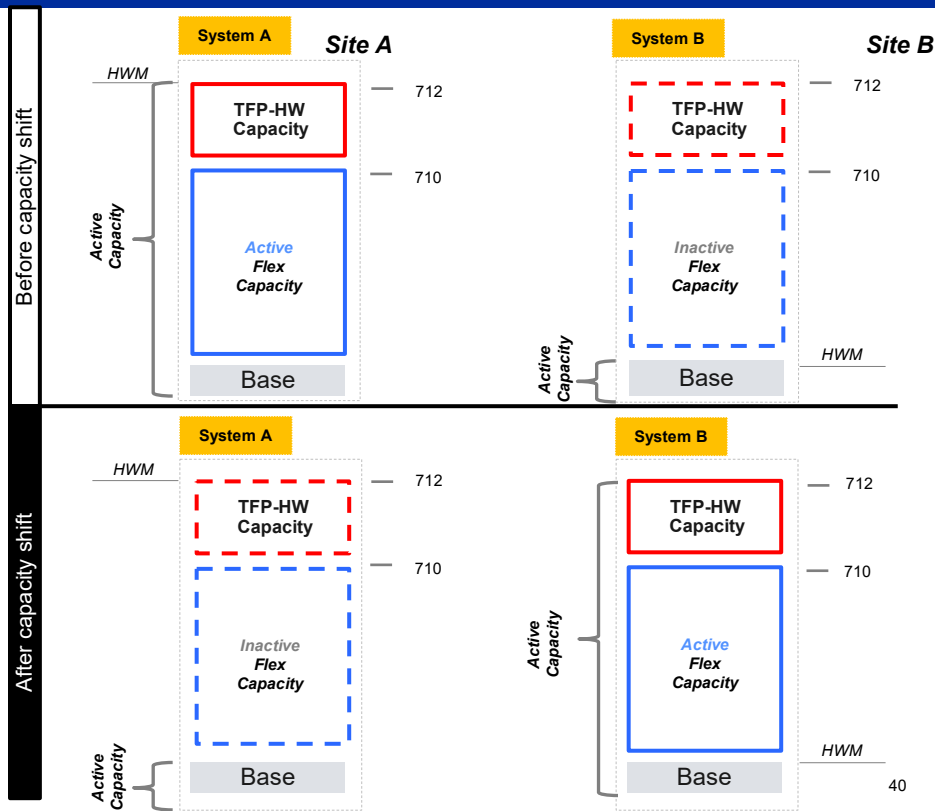 Before capacity shift
System A
Site A
HWM
712
TFP-HW
Capacity
710
Active
Capacity
Active
Flex
Capacity
Base
System B
Site B
712
TFP-HW
Capacity
710
Inactive
Flex
Capacity
HWM
Active
Capacity
Base
After capacity shift
System A
HWM
712
TFP-HW
Capacity
710
Inactive
Flex
Capacity
Active
Capacity
Base
System B
712
TFP-HW
Capacity
710
Active
Capacity
Active
Flex
Capacity
HWM
Base
40